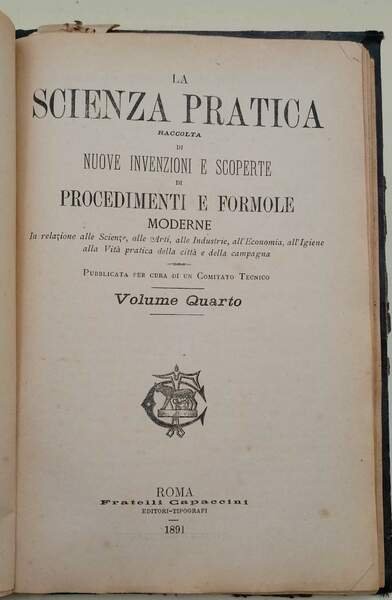 LA
SCIENZA PRATICA
RACCOLTA
DI
NUOVE INVENZIONI E SCOPERTE
DI
PROCEDIMENTI E FORMOLE
MODERNE
In relazione alle Scienze, alle Arti, alle Industrie, all'Economia, all'Igiene
alla Vità pratica della città e della campagna
PUBBLICATA PER CURA DI UN COMITATO TECNICO
Volume Quarto
ROMA
Fratelli Capaccini
EDITORI-TIPOGRAFI
1891